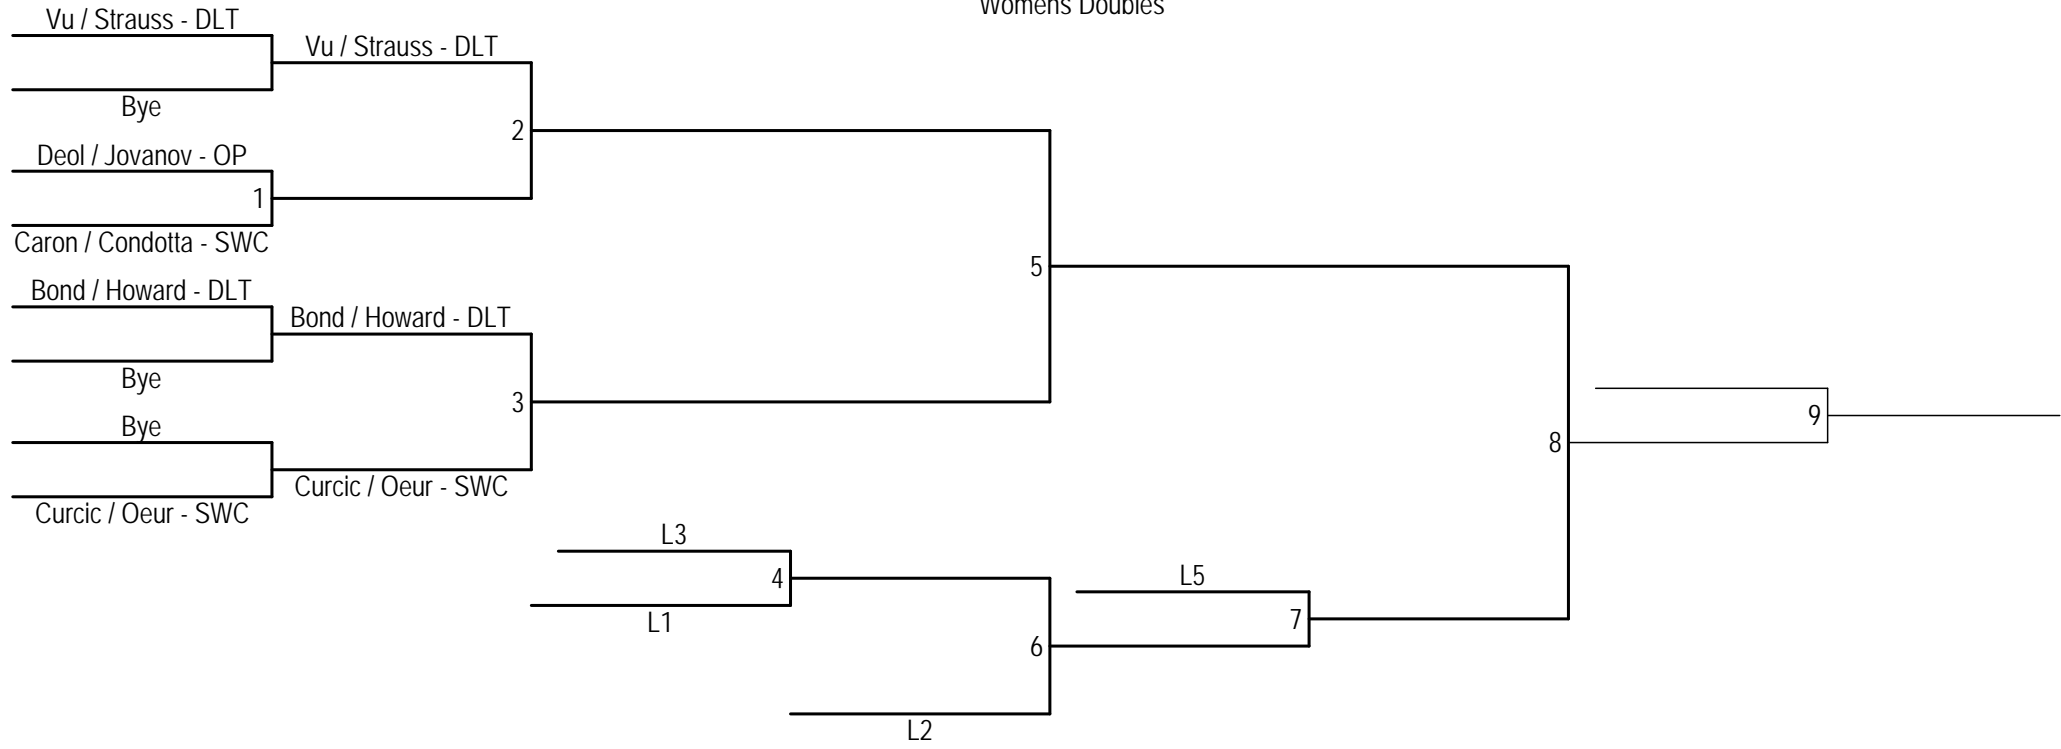 Womens Doubles
Vu / Strauss - DLT
Vu / Strauss - DLT
Bye
2
Deol / Jovanov - OP
1
Caron / Condotta - SWC
5
Bond / Howard - DLT
Bond / Howard - DLT
Bye
3
9
Bye
8
Curcic / Oeur - SWC
Curcic / Oeur - SWC
L3
4
L5
L1
7
6
L2